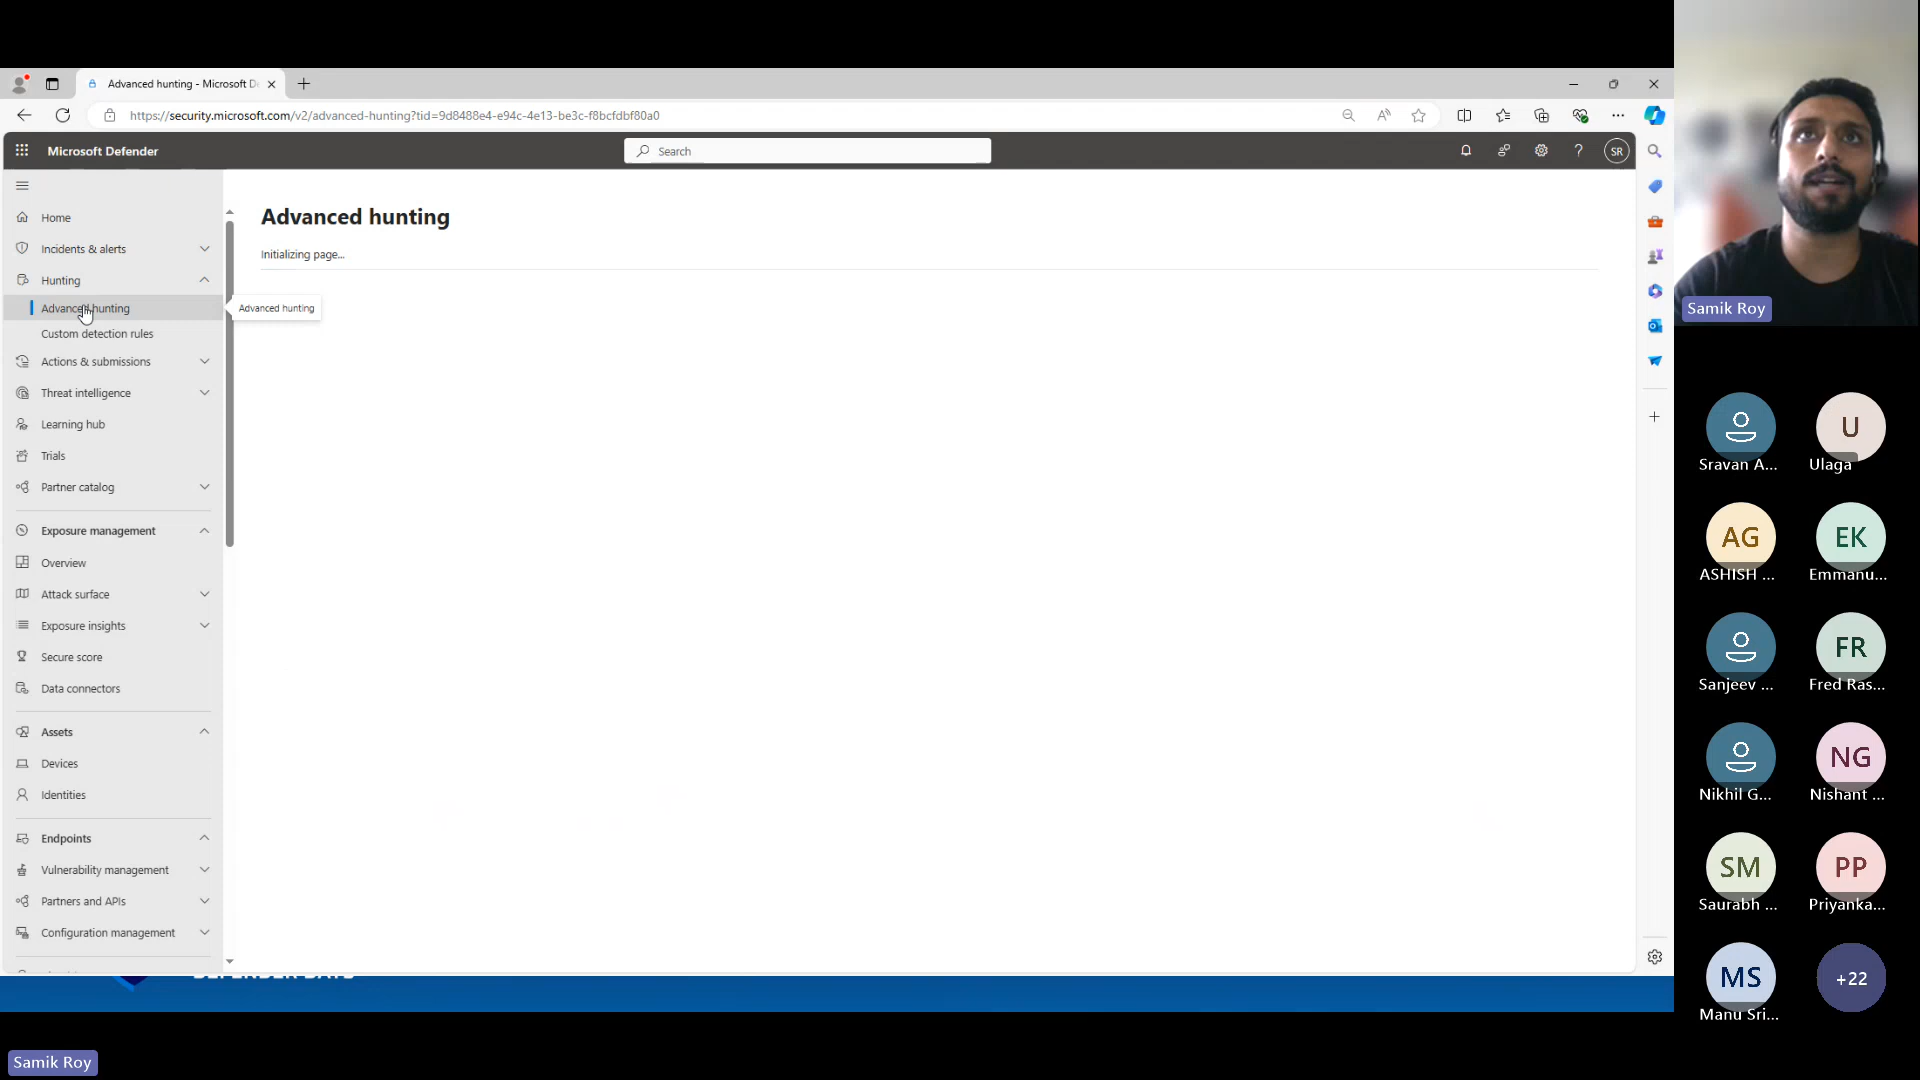 Advanced hunting - Microsoft De
https://security.microsoft.com/v2/advanced-hunting?tid=9d8488e4-e94c-4e13-be3c-f8bcfdbf80a0
Microsoft Defender
Search
SR
Home
Incidents & alerts
Hunting
Advanced hunting
Custom detection rules
Actions & submissions
Threat intelligence
Learning hub
Trials
Partner catalog
Exposure management
Overview
Attack surface
Exposure insights
Secure score
Data connectors
Assets
Devices
Identities
Endpoints
Vulnerability management
Partners and APIs
Configuration management
Advanced hunting
Initializing page...
Advanced hunting
Samik Roy
Sravan A...
U
Ulaga
AG
ASHISH ...
EK
Emmanu...
Sanjeev ...
FR
Fred Ras...
Nikhil G...
NG
Nishant ...
SM
Saurabh ...
PP
Priyanka...
MS
Manu Sri...
+22
Samik Roy